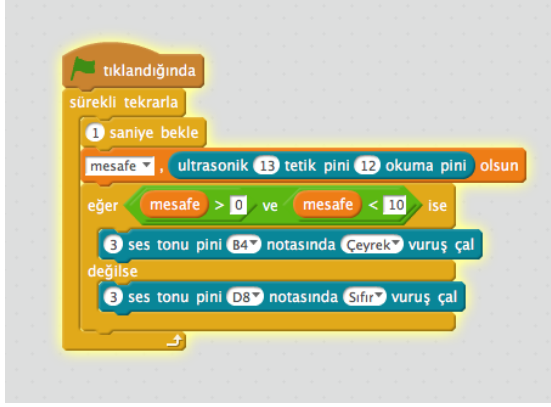 tıklandığında
sürekli tekrarla
1 saniye bekle
mesafe , ultrasonik 13 tetik pini 12 okuma pini olsun
eğer mesafe > 0 ve mesafe < 10 ise
3 ses tonu pini B4 notasında Çeyrek vuruş çal
değilse
3 ses tonu pini D8 notasında Sıfır vuruş çal